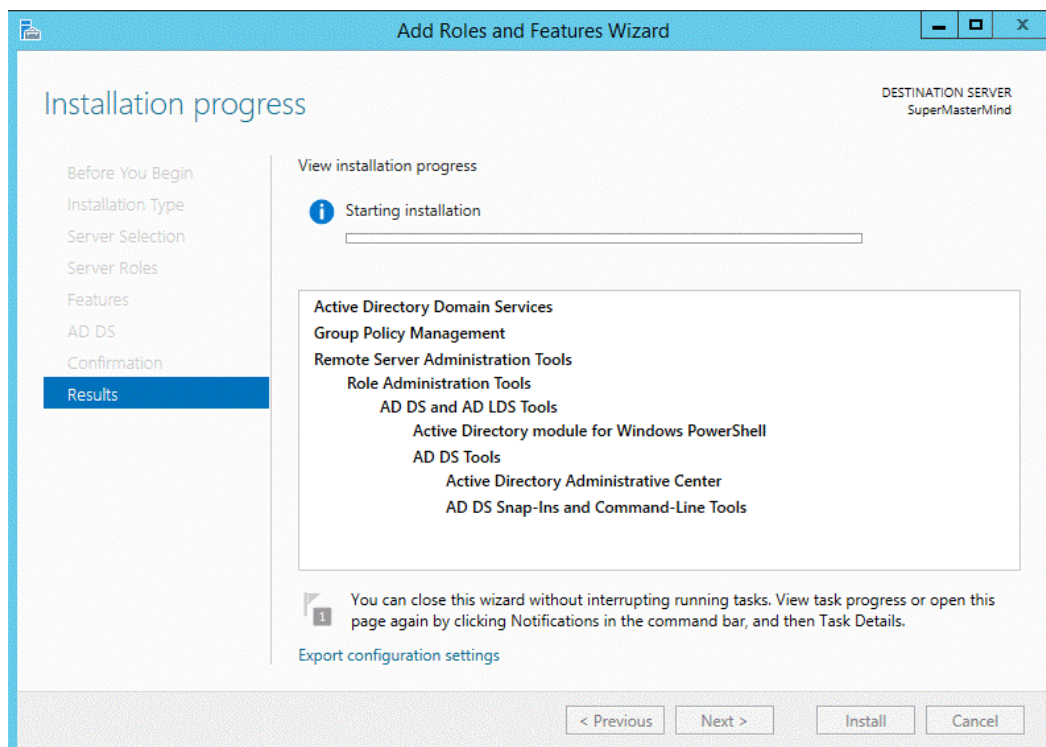 Add Roles and Features Wizard
Installation progress
DESTINATION SERVER
SuperMasterMind
Before You Begin
Installation Type
Server Selection
Server Roles
Features
AD DS
Confirmation
Results
View installation progress
Starting installation
Active Directory Domain Services
Group Policy Management
Remote Server Administration Tools
Role Administration Tools
AD DS and AD LDS Tools
Active Directory module for Windows PowerShell
AD DS Tools
Active Directory Administrative Center
AD DS Snap-Ins and Command-Line Tools
1
You can close this wizard without interrupting running tasks. View task progress or open this
page again by clicking Notifications in the command bar, and then Task Details.
Export configuration settings
< Previous
Next >
Install
Cancel